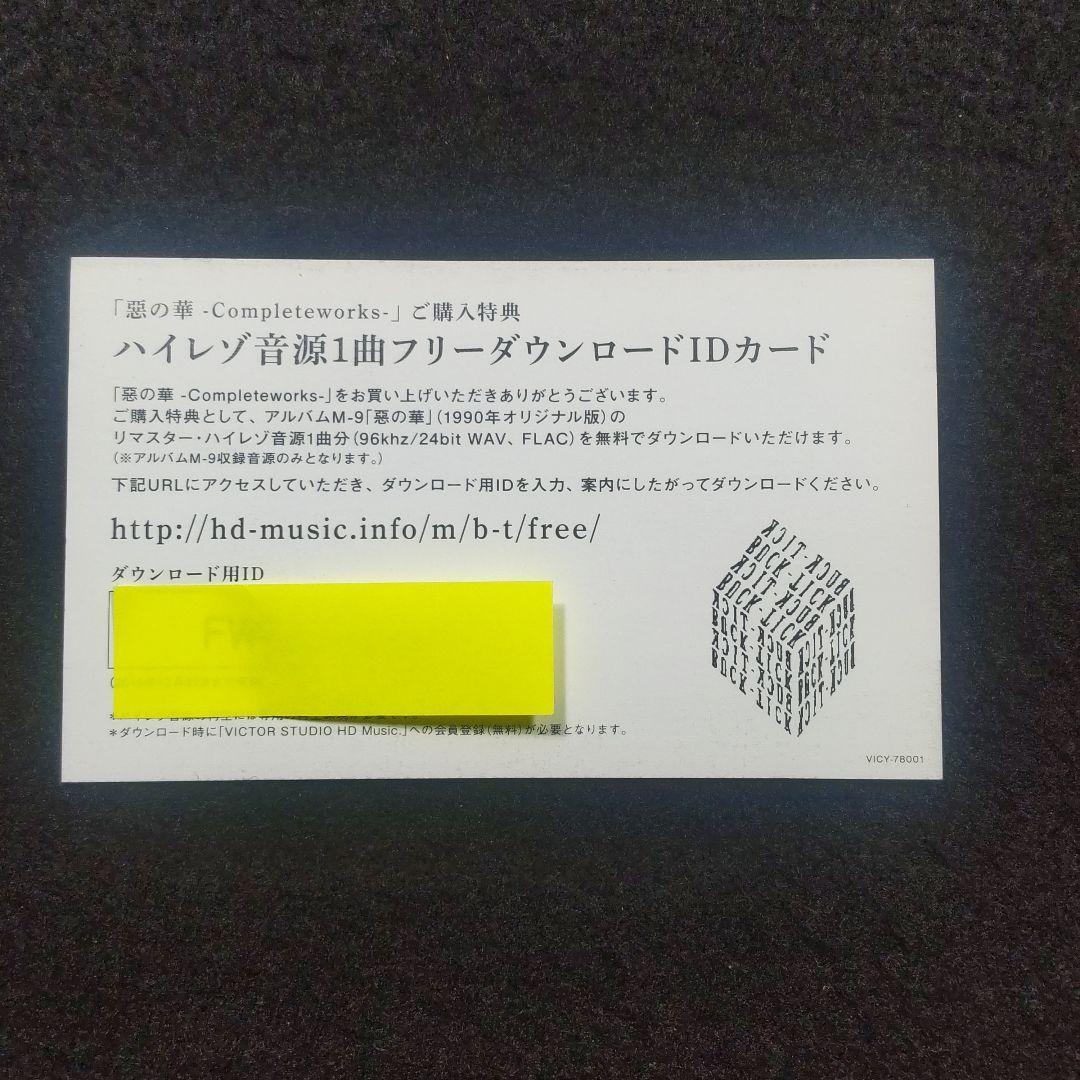 「惡の華 -Completeworks-」ご購入特典
ハイレゾ音源1曲フリーダウンロードIDカード
「惡の華 -Completeworks-」をお買い上げいただきありがとうございます。
ご購入特典として、アルバムM-9「惡の華」（1990年オリジナル版）の
リマスター・ハイレゾ音源1曲分（96khz/24bit WAV、FLAC）を無料でダウンロードいただけます。
（※アルバムM-9収録音源のみとなります。）
下記URLにアクセスしていただき、ダウンロード用IDを入力、案内にしたがってダウンロードください。
http://hd-music.info/m/b-t/free/
ダウンロード用ID
＊ダウンロード時に「VICTOR STUDIO HD Music.」への会員登録（無料）が必要となります。
BUCK-TICK
VICY-78001